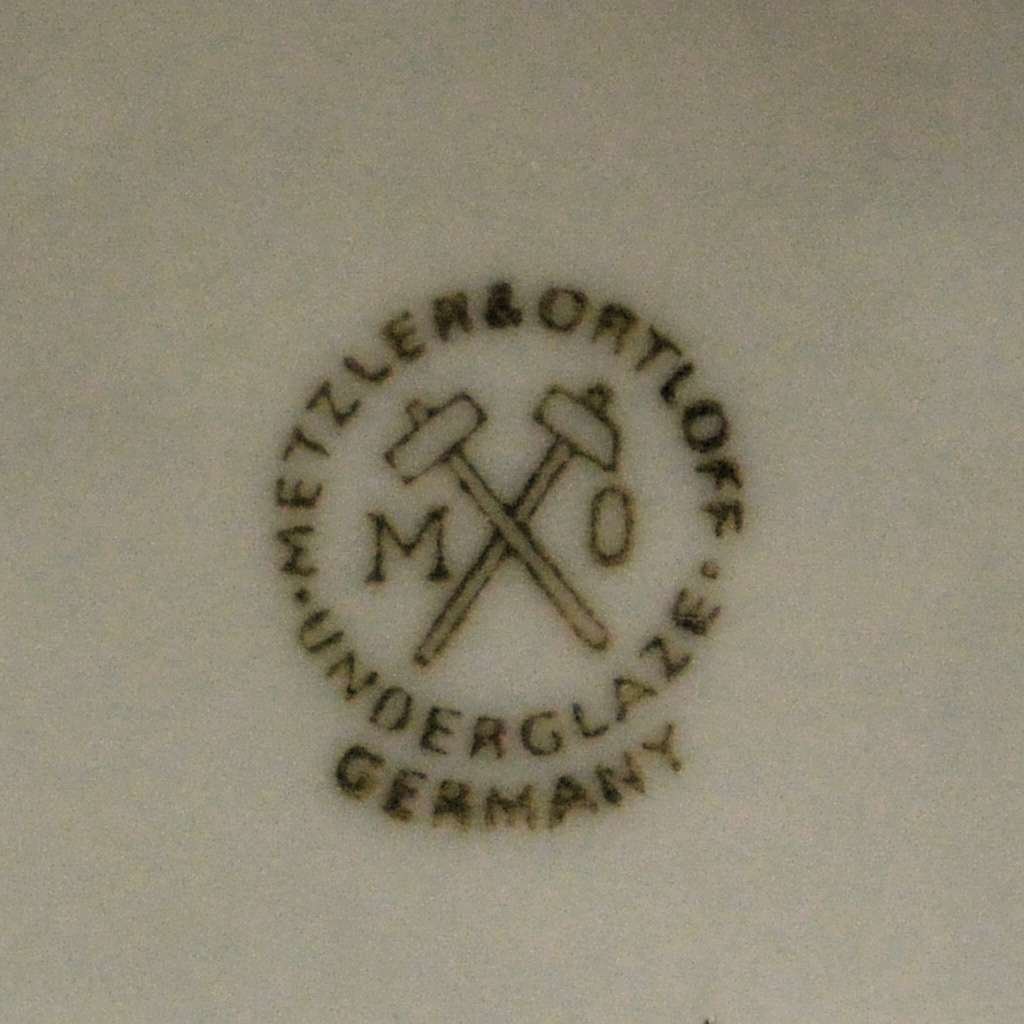 METZLER&ORTLOFF
M O
·UNDERGLAZE·
GERMANY